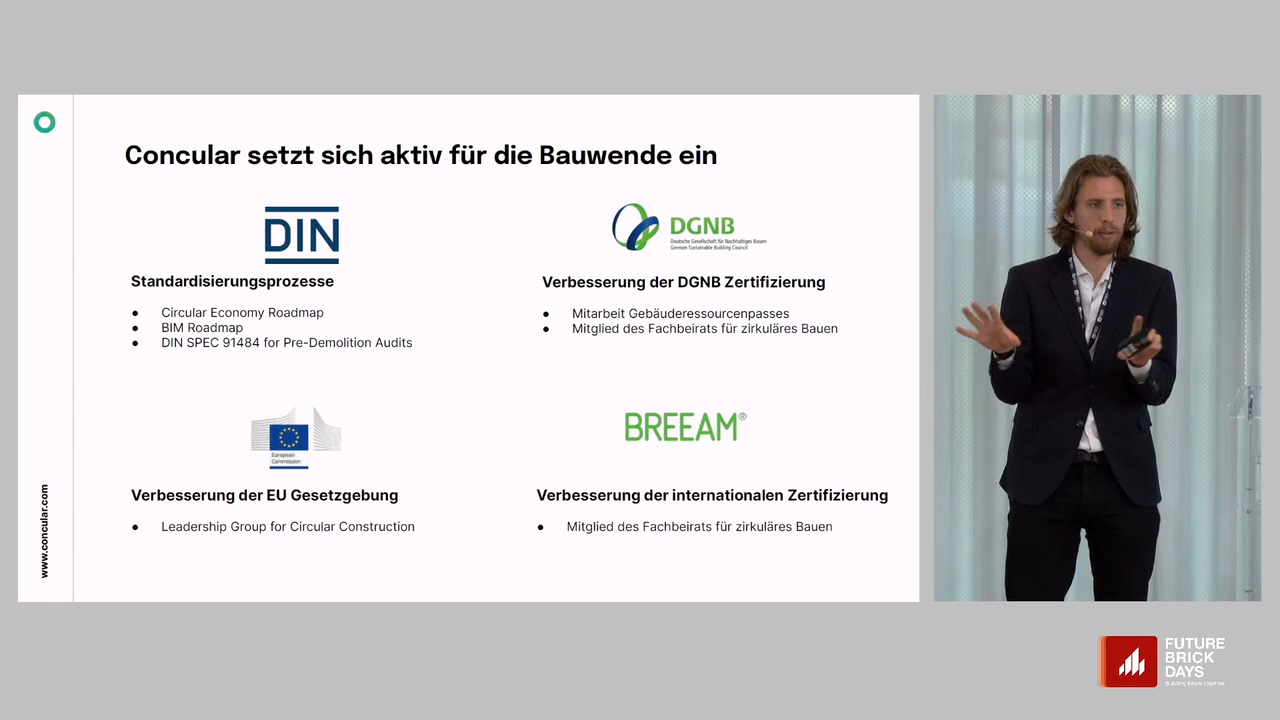 Concular setzt sich aktiv für die Bauwende ein
DIN
Standardisierungsprozesse
● Circular Economy Roadmap
● BIM Roadmap
● DIN SPEC 91484 for Pre-Demolition Audits
DGNB
Deutsche Gesellschaft für Nachhaltiges Bauen
German Sustainable Building Council
Verbesserung der DGNB Zertifizierung
● Mitarbeit Gebäuderessourcenpasses
● Mitglied des Fachbeirats für zirkuläres Bauen
European
Commission
Verbesserung der EU Gesetzgebung
● Leadership Group for Circular Construction
BREEAM®
Verbesserung der internationalen Zertifizierung
● Mitglied des Fachbeirats für zirkuläres Bauen
www.concular.com
FUTURE
BRICK
DAYS
Building future together